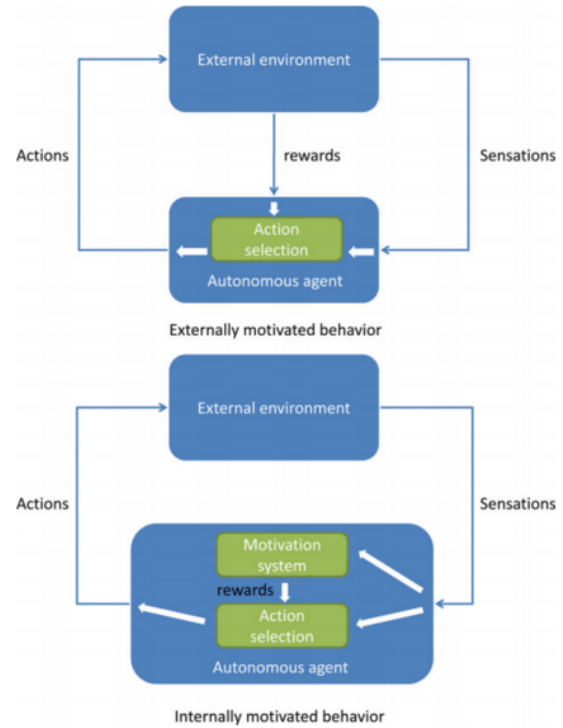 External environment
Actions
rewards
Sensations
Action
selection
Autonomous agent
Externally motivated behavior
External environment
Actions
Sensations
Motivation
system
rewards
Action
selection
Autonomous agent
Internally motivated behavior